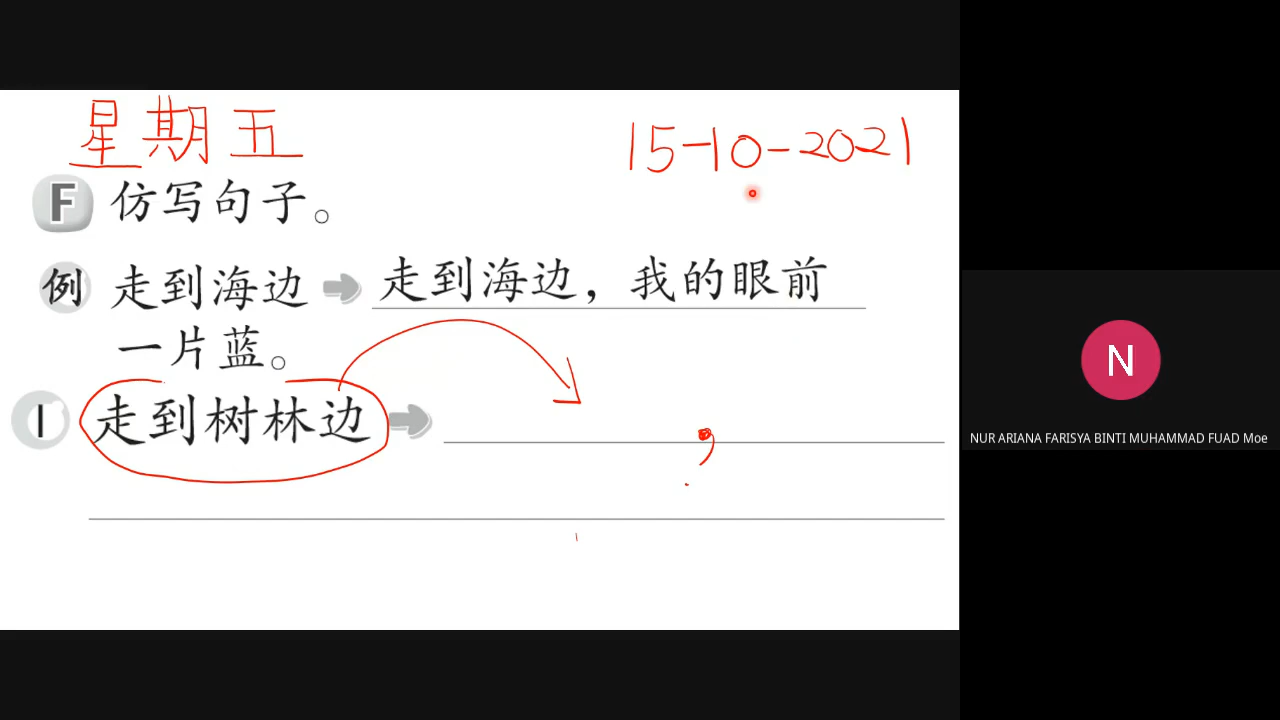 星期五
15-10-2021
F 仿写句子。
例 走到海边 走到海边，我的眼前
一片蓝。
1 走到树林边 ，
N
NUR ARIANA FARISYA BINTI MUHAMMAD FUAD Moe